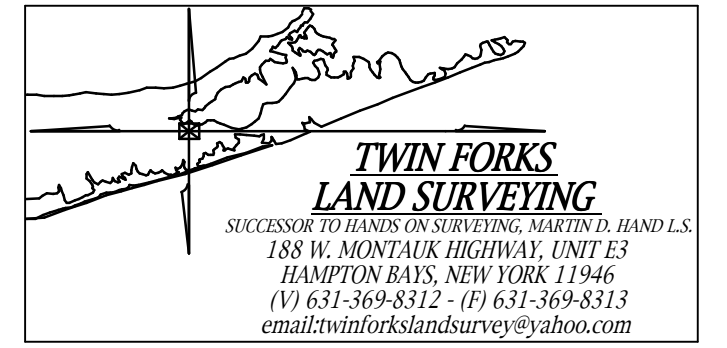 TWIN FORKS
LAND SURVEYING
SUCCESSOR TO HANDS ON SURVEYING, MARTIN D. HAND L.S.
188 W. MONTAUK HIGHWAY, UNIT E3
HAMPTON BAYS, NEW YORK 11946
(V) 631-369-8312 - (F) 631-369-8313
email:twinforkslandsurvey@yahoo.com